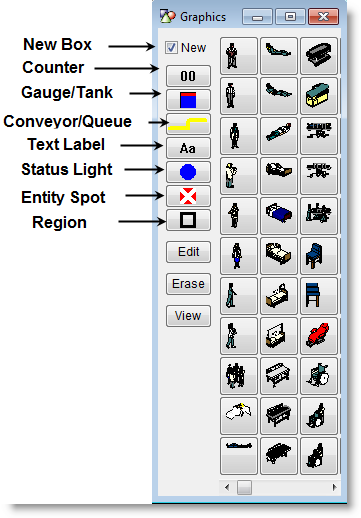 Graphics
New Box
New
Counter
00
Gauge/Tank
Conveyor/Queue
Text Label
Aa
Status Light
Entity Spot
Region
Edit
Erase
View